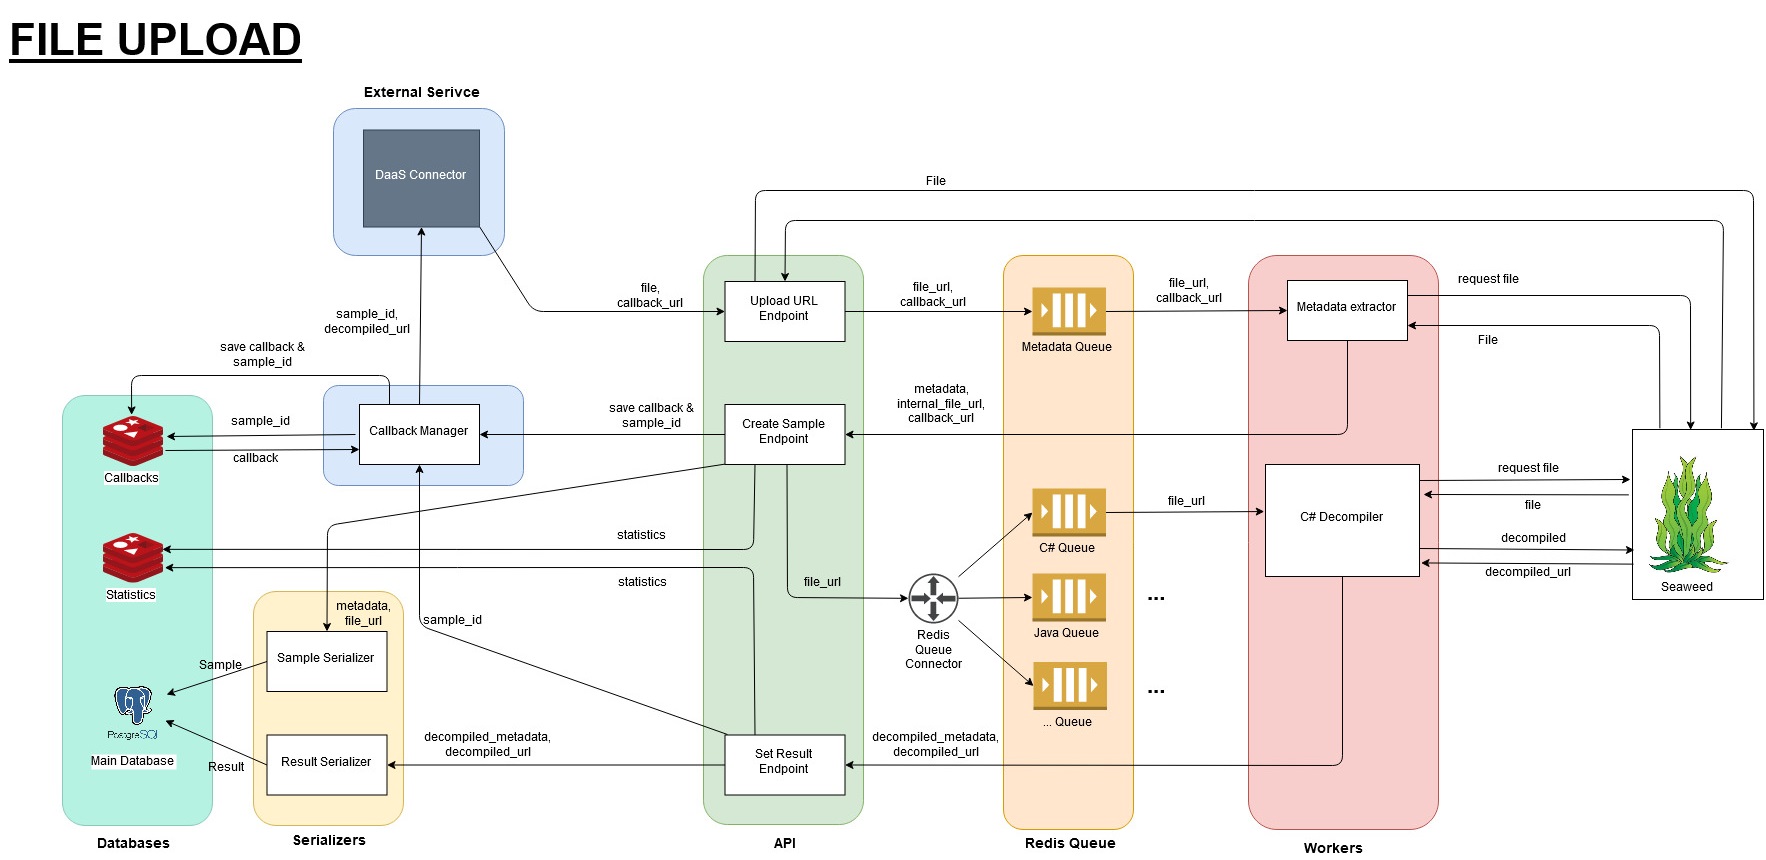 FILE UPLOAD
External Serivce
DaaS Connector
File
file,
callback_url
Upload URL
Endpoint
file_url,
callback_url
Metadata Queue
file_url,
callback_url
Metadata extractor
request file
File
sample_id,
decompiled_url
save callback &
sample_id
sample_id
callback
Callbacks
Callback Manager
save callback &
sample_id
Create Sample
Endpoint
metadata,
internal_file_url,
callback_url
C# Queue
file_url
C# Decompiler
request file
file
decompiled
decompiled_url
Seaweed
Statistics
statistics
statistics
file_url
Redis
Queue
Connector
Java Queue
...
... Queue
...
metadata,
file_url
sample_id
Sample Serializer
Sample
PostgreSQL
Main Database
Result
Result Serializer
decompiled_metadata,
decompiled_url
Set Result
Endpoint
decompiled_metadata,
decompiled_url
Databases
Serializers
API
Redis Queue
Workers